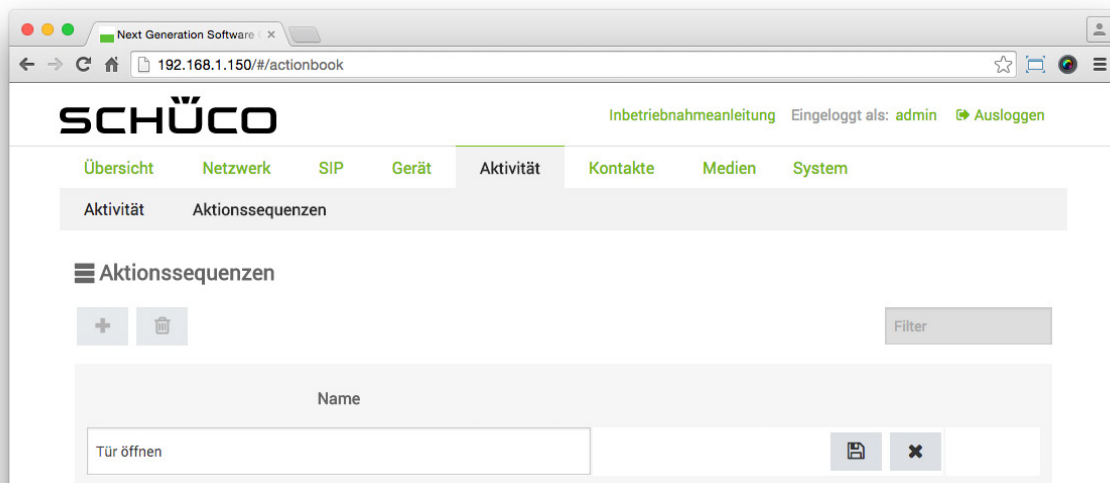 Next Generation Software
192.168.1.150/#/actionbook
SCHÜCO
Inbetriebnahmeanleitung Eingeloggt als: admin Ausloggen
Übersicht Netzwerk SIP Gerät Aktivität Kontakte Medien System
Aktivität Aktionssequenzen
Aktionssequenzen
Filter
Name
Tür öffnen